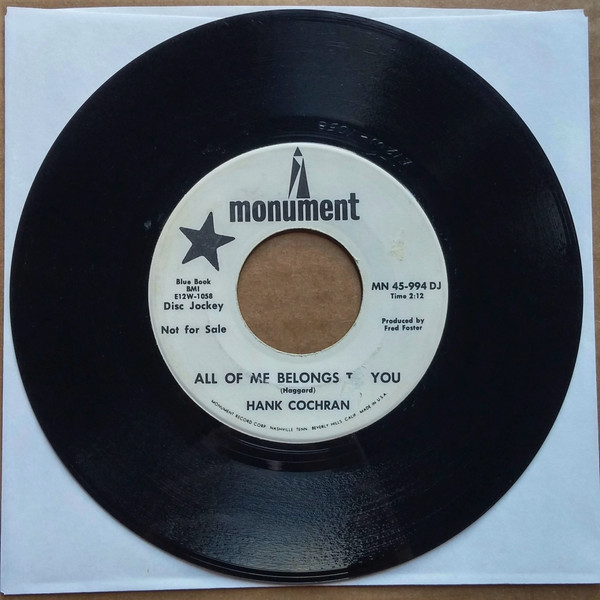 monument
Blue Book
BMI
E12W-1058
Disc Jockey
Not for Sale
MN 45-994 DJ
Time 2:12
Produced by
Fred Foster
ALL OF ME BELONGS T YOU
(Haggard)
HANK COCHRAN
MONUMENT RECORD CORP. NASHVILLE TENN. BEVERLY HILLS, CALIF. MADE IN U.S.A.